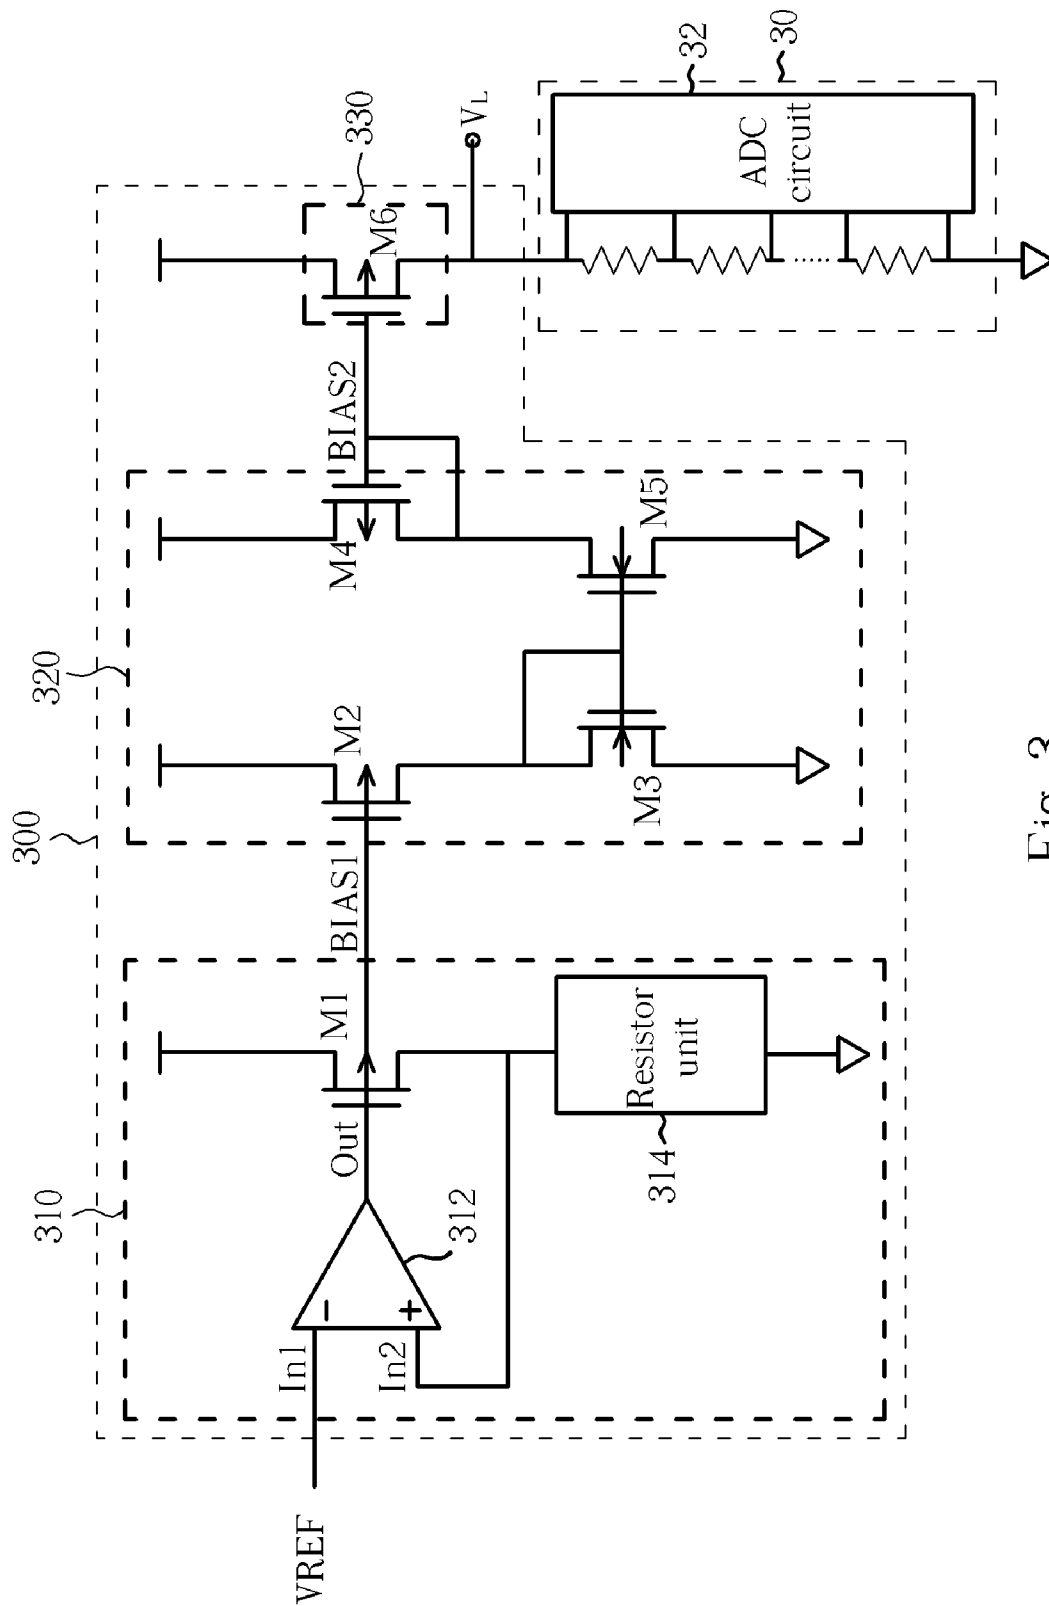 300
310
320
330
VREF
In1
In2
312
Out
M1
BIAS1
M2
M4
BIAS2
M6
VL
Resistor
unit
314
M3
M5
ADC
circuit
32
30
Fig. 3